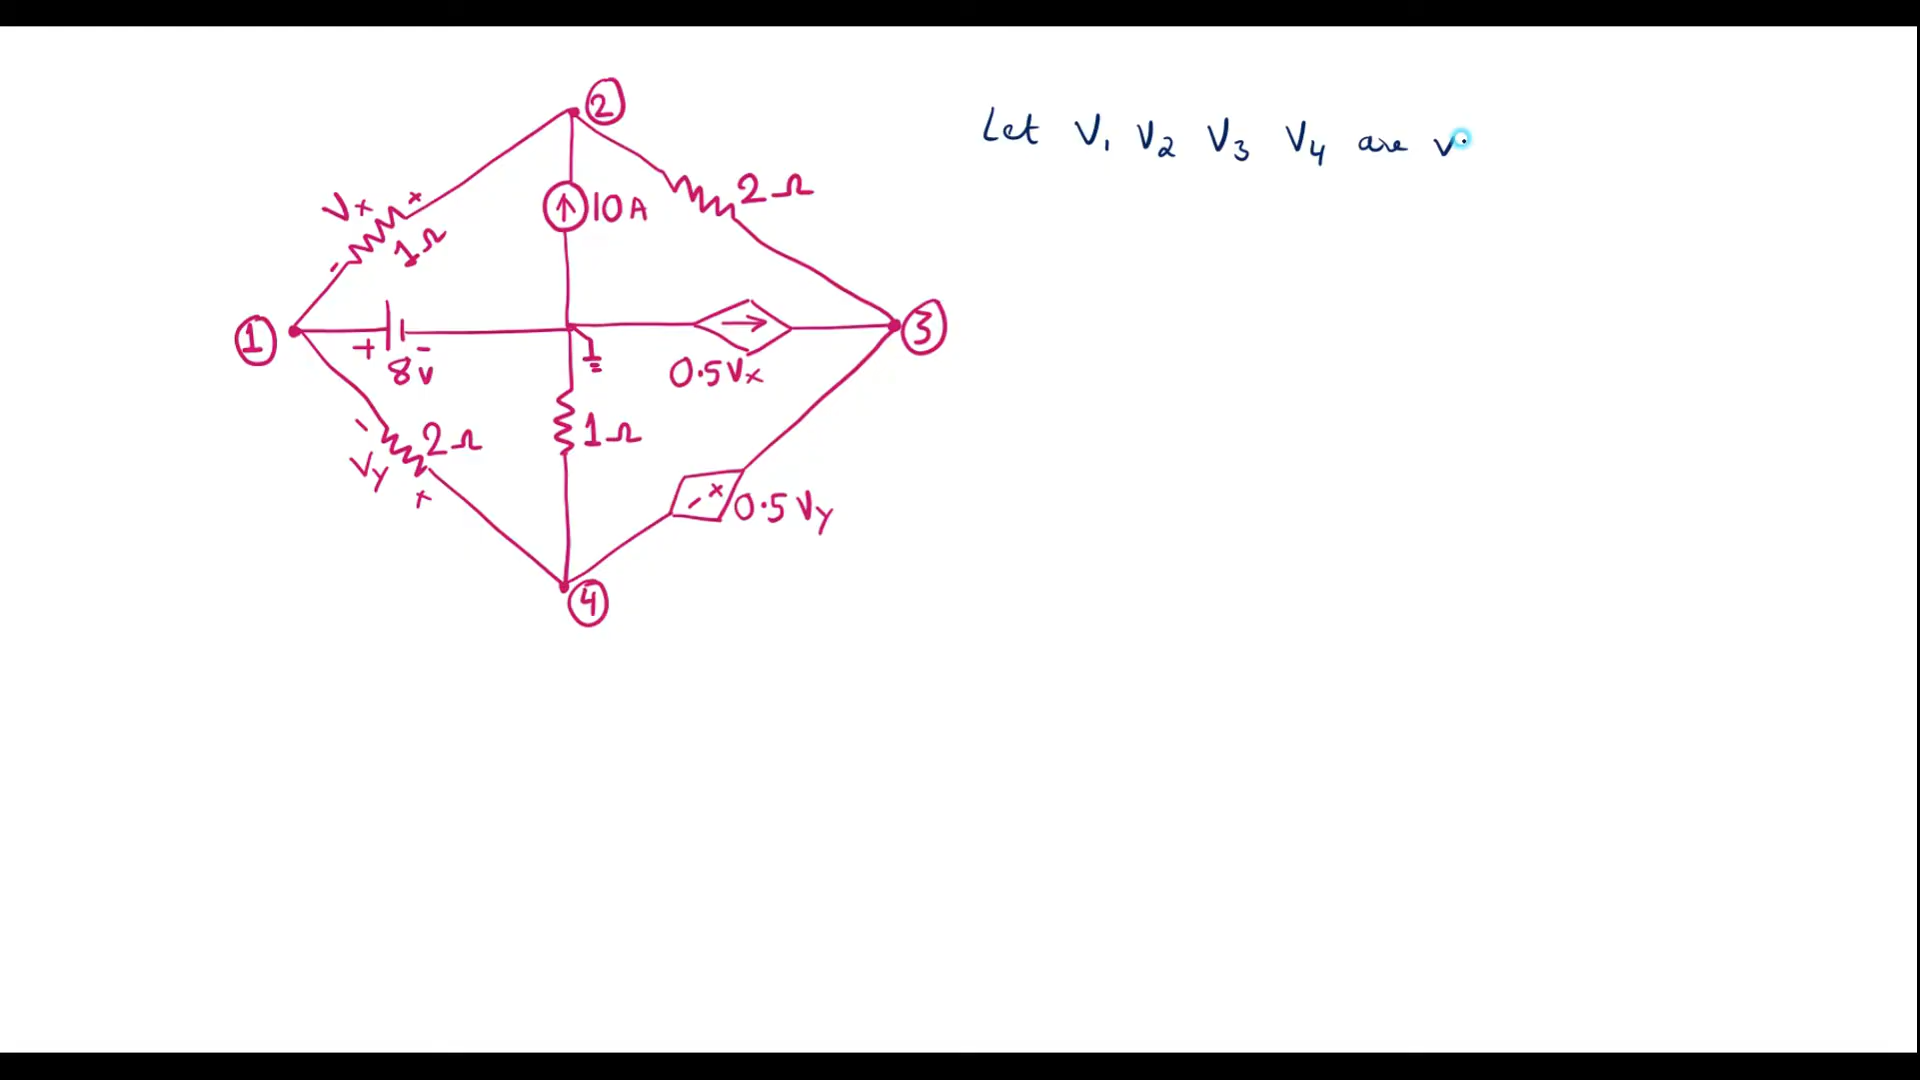 Let V₁ V₂ V₃ V₄ are v
2
Vx + 1Ω -
10A
2Ω
1
+ 8v -
0.5Vx
3
- 2Ω Vy +
1Ω
- + 0.5Vy
4